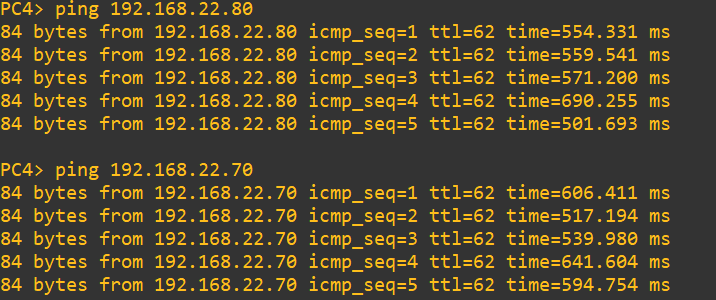 PC4> ping 192.168.22.80
84 bytes from 192.168.22.80 icmp_seq=1 ttl=62 time=554.331 ms
84 bytes from 192.168.22.80 icmp_seq=2 ttl=62 time=559.541 ms
84 bytes from 192.168.22.80 icmp_seq=3 ttl=62 time=571.200 ms
84 bytes from 192.168.22.80 icmp_seq=4 ttl=62 time=690.255 ms
84 bytes from 192.168.22.80 icmp_seq=5 ttl=62 time=501.693 ms
PC4> ping 192.168.22.70
84 bytes from 192.168.22.70 icmp_seq=1 ttl=62 time=606.411 ms
84 bytes from 192.168.22.70 icmp_seq=2 ttl=62 time=517.194 ms
84 bytes from 192.168.22.70 icmp_seq=3 ttl=62 time=539.980 ms
84 bytes from 192.168.22.70 icmp_seq=4 ttl=62 time=641.604 ms
84 bytes from 192.168.22.70 icmp_seq=5 ttl=62 time=594.754 ms